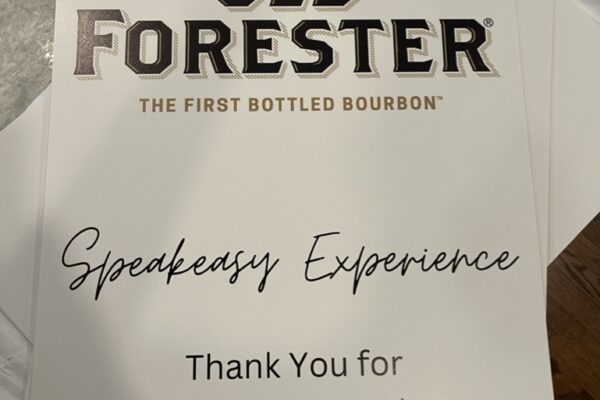 FORESTER®
THE FIRST BOTTLED BOURBON™
Speakeasy Experience
Thank You for